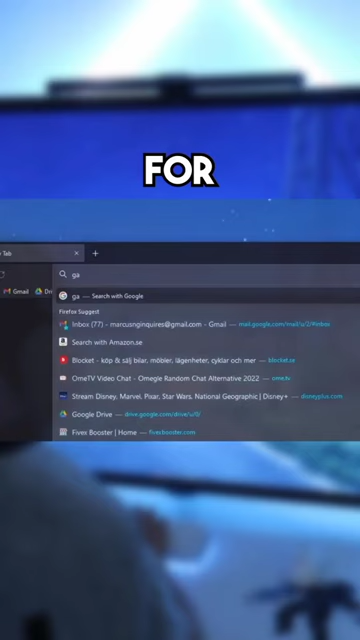 FOR
Tab
ga
Gmail
Dri
ga — Search with Google
Firefox Suggest
Inbox (77) - marcusnginquires@gmail.com - Gmail — mail.google.com/mail/u/2/#inbox
Search with Amazon.se
Blocket - köp & sälj bilar, möbler, lägenheter, cyklar och mer — blocket.se
OmeTV Video Chat - Omegle Random Chat Alternative 2022 — ome.tv
Stream Disney, Marvel, Pixar, Star Wars, National Geographic | Disney+ — disneyplus.com
Google Drive — drive.google.com/drive/u/0/
Fivex Booster | Home — fivexbooster.com